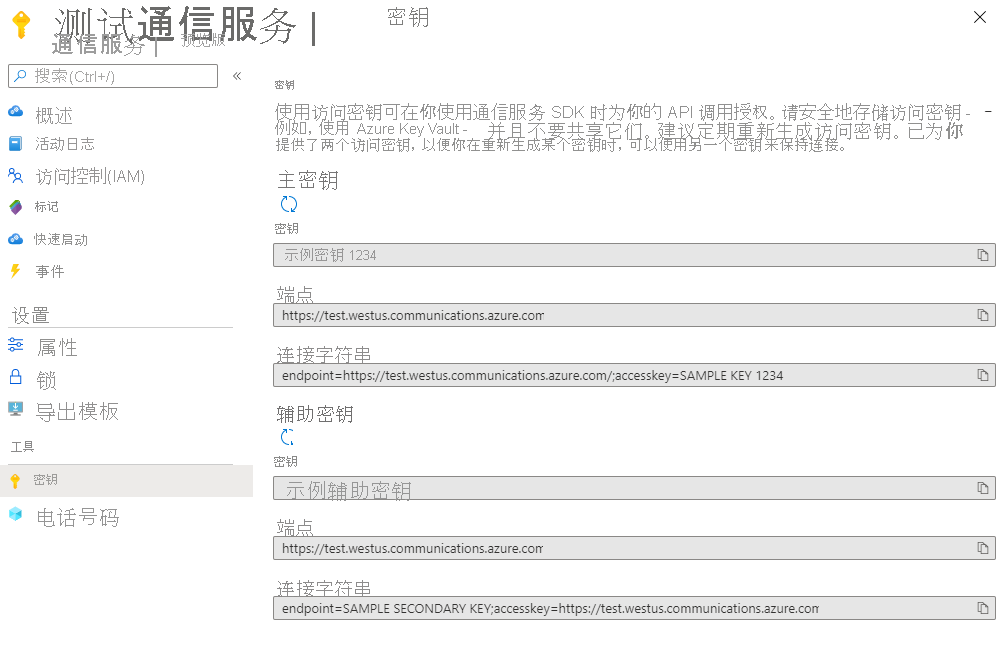 测试通信服务 |
密钥
通信服务 |
预览版
搜索(Ctrl+/)
«
概述
活动日志
访问控制(IAM)
标记
快速启动
事件
设置
属性
锁
导出模板
工具
密钥
电话号码
密钥
使用访问密钥可在你使用通信服务 SDK 时为你的 API 调用授权。请安全地存储访问密钥 - -
例如, 使用 Azure Key Vault - 并且不要共享它们。建议定期重新生成访问密钥。已为你
提供了两个访问密钥, 以便你在重新生成某个密钥时, 可以使用另一个密钥来保持连接。
主密钥
密钥
示例密钥 1234
端点
https://test.westus.communications.azure.com
连接字符串
endpoint=https://test.westus.communications.azure.com/;accesskey=SAMPLE KEY 1234
辅助密钥
密钥
示例辅助密钥
端点
https://test.westus.communications.azure.com
连接字符串
endpoint=SAMPLE SECONDARY KEY;accesskey=https://test.westus.communications.azure.com